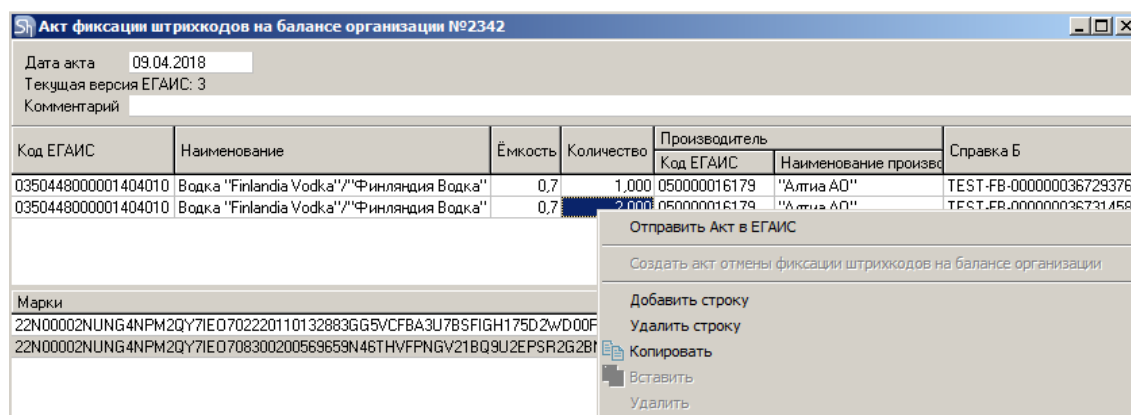 Sh Акт фиксации штрихкодов на балансе организации №2342
Дата акта 09.04.2018
Текущая версия ЕГАИС: 3
Комментарий
Код ЕГАИС Наименование Ёмкость Количество Производитель Справка Б
Код ЕГАИС Наименование произво
0350448000001404010 Водка "Finlandia Vodka"/"Финляндия Водка" 0,7 1,000 050000016179 "Алтиа АО" TEST-FB-000000036729376
0350448000001404010 Водка "Finlandia Vodka"/"Финляндия Водка" 0,7 2,000 050000016179 "Алтиа АО" TEST-FB-000000036731458
Отправить Акт в ЕГАИС
Создать акт отмены фиксации штрихкодов на балансе организации
Марки
Добавить строку
22N00002NUNG4NPM2QY7IEO702220110132883GG5VCFBA3U7BSFIGH175D2WD00F
Удалить строку
22N00002NUNG4NPM2QY7IEO708300200569659N46THVFPNGV21BQ9U2EPSR2G2BI
Копировать
Вставить
Удалить